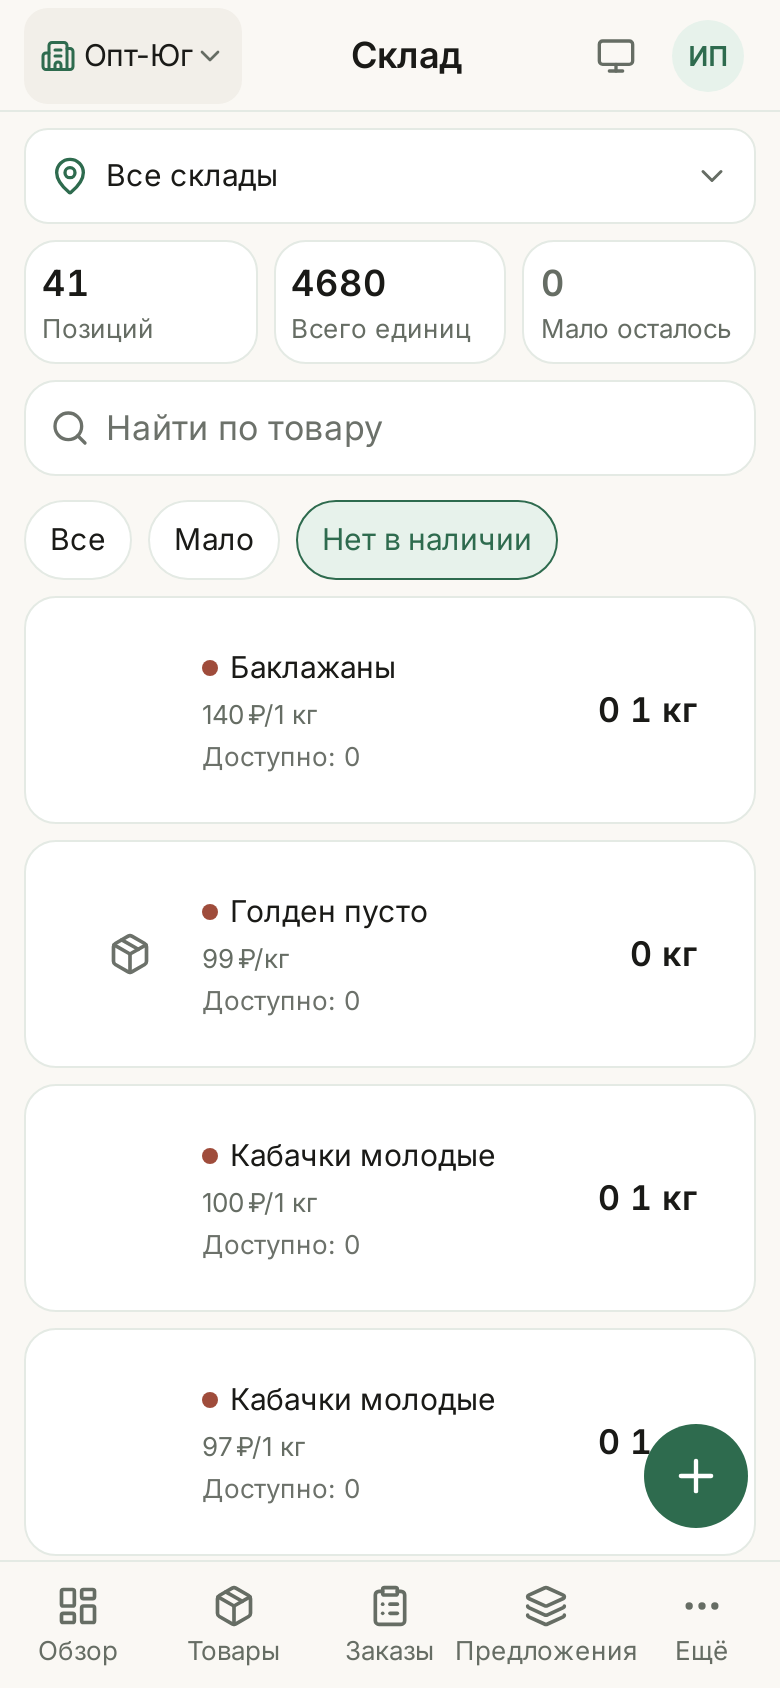 Опт-Юг
Склад
ИП
Все склады
41
Позиций
4680
Всего единиц
0
Мало осталось
Найти по товару
Все
Мало
Нет в наличии
Баклажаны
140 ₽/1 кг
Доступно: 0
0 1 кг
Голден пусто
99 ₽/кг
Доступно: 0
0 кг
Кабачки молодые
100 ₽/1 кг
Доступно: 0
0 1 кг
Кабачки молодые
97 ₽/1 кг
Доступно: 0
0 1
Обзор
Товары
Заказы
Предложения
Ещё